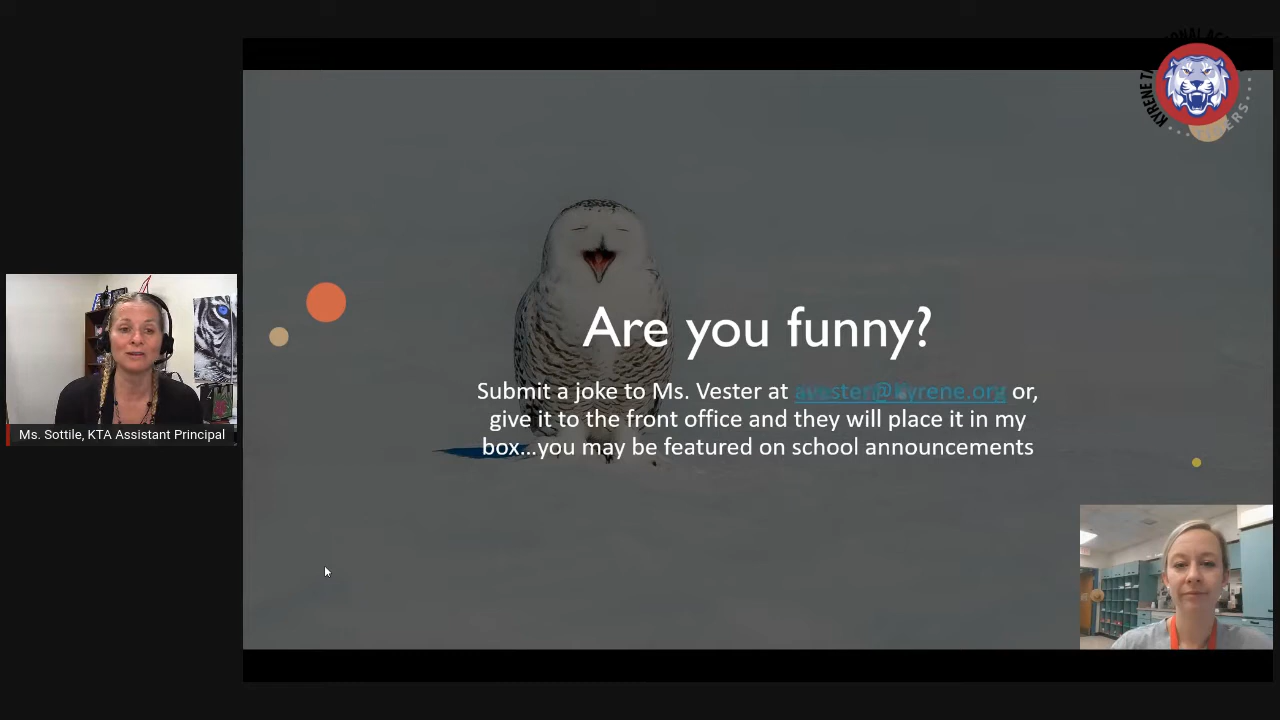 Are you funny?
Submit a joke to Ms. Vester at avester@kyrene.org or,
give it to the front office and they will place it in my
box…you may be featured on school announcements
Ms. Sottile, KTA Assistant Principal